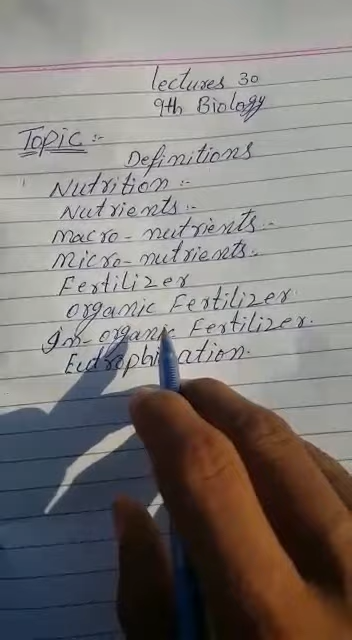 lectures 30
9th Biology
Topic :-
Definitions
Nutrition :-
Nutrients :-
Macro-nutrients :-
Micro-nutrients :-
Fertilizer
Organic Fertilizer.
In-organic Fertilizer.
Eutrophication.